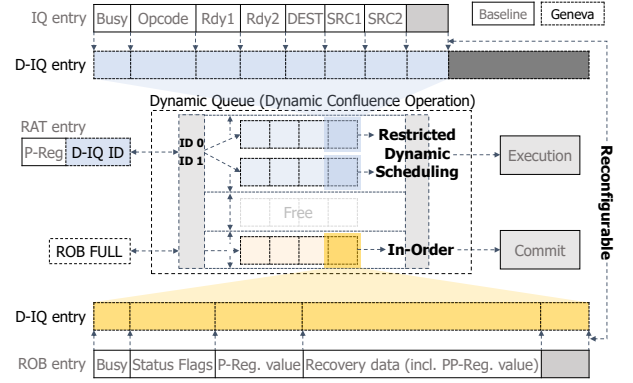 IQ entry Busy Opcode Rdy1 Rdy2 DEST SRC1 SRC2 Baseline Geneva
D-IQ entry
Dynamic Queue (Dynamic Confluence Operation)
RAT entry
P-Reg D-IQ ID
ID 0
ID 1
Restricted
Dynamic
Scheduling
Execution
Reconfigurable
Free
ROB FULL In-Order Commit
D-IQ entry
ROB entry Busy Status Flags P-Reg. value Recovery data (incl. PP-Reg. value)